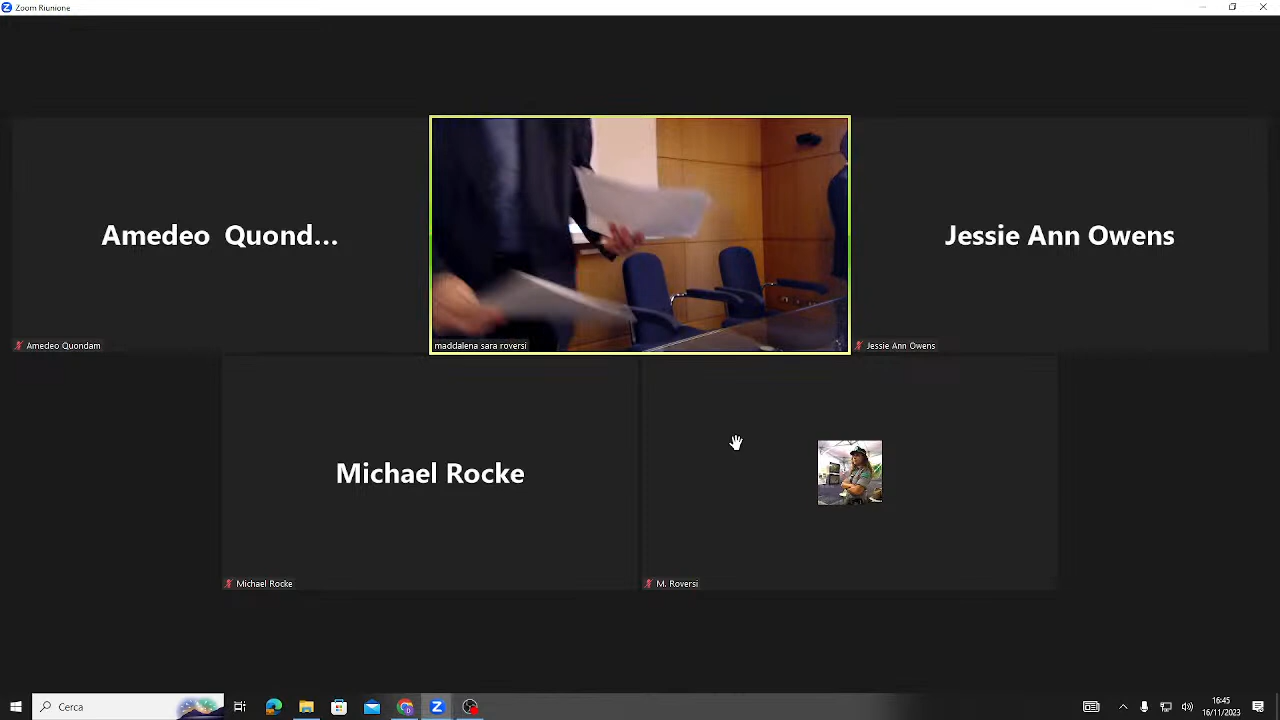 Zoom Riunione
Amedeo Quond...
Amedeo Quondam
maddalena sara roversi
Jessie Ann Owens
Jessie Ann Owens
Michael Rocke
Michael Rocke
M. Roversi
Cerca
16:45
16/11/2023